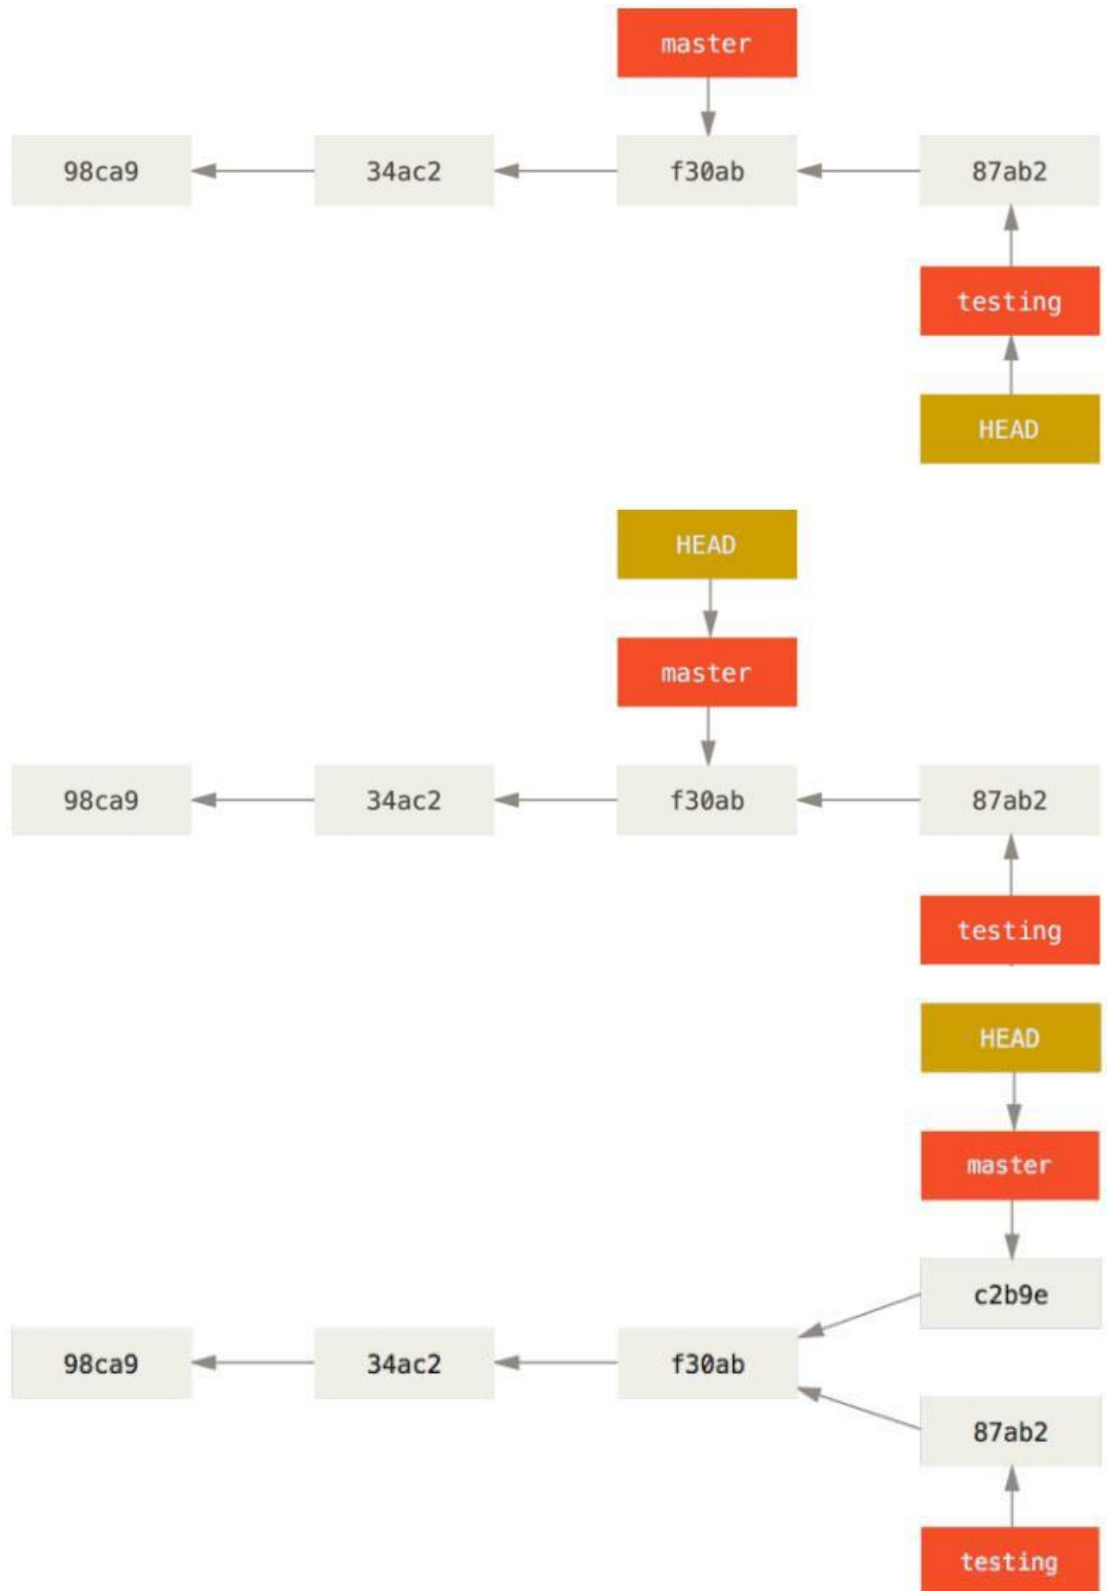 master
98ca9 34ac2 f30ab 87ab2
testing
HEAD
HEAD
master
98ca9 34ac2 f30ab 87ab2
testing
HEAD
master
c2b9e
98ca9 34ac2 f30ab
87ab2
testing